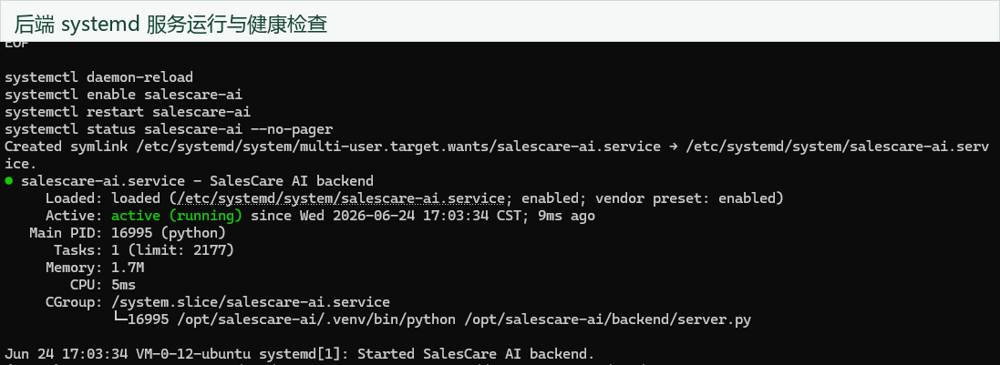 后端 systemd 服务运行与健康检查
EOF
systemctl daemon-reload
systemctl enable salescare-ai
systemctl restart salescare-ai
systemctl status salescare-ai --no-pager
Created symlink /etc/systemd/system/multi-user.target.wants/salescare-ai.service → /etc/systemd/system/salescare-ai.serv
ice.
● salescare-ai.service - SalesCare AI backend
Loaded: loaded (/etc/systemd/system/salescare-ai.service; enabled; vendor preset: enabled)
Active: active (running) since Wed 2026-06-24 17:03:34 CST; 9ms ago
Main PID: 16995 (python)
Tasks: 1 (limit: 2177)
Memory: 1.7M
CPU: 5ms
CGroup: /system.slice/salescare-ai.service
└─16995 /opt/salescare-ai/.venv/bin/python /opt/salescare-ai/backend/server.py
Jun 24 17:03:34 VM-0-12-ubuntu systemd[1]: Started SalesCare AI backend.